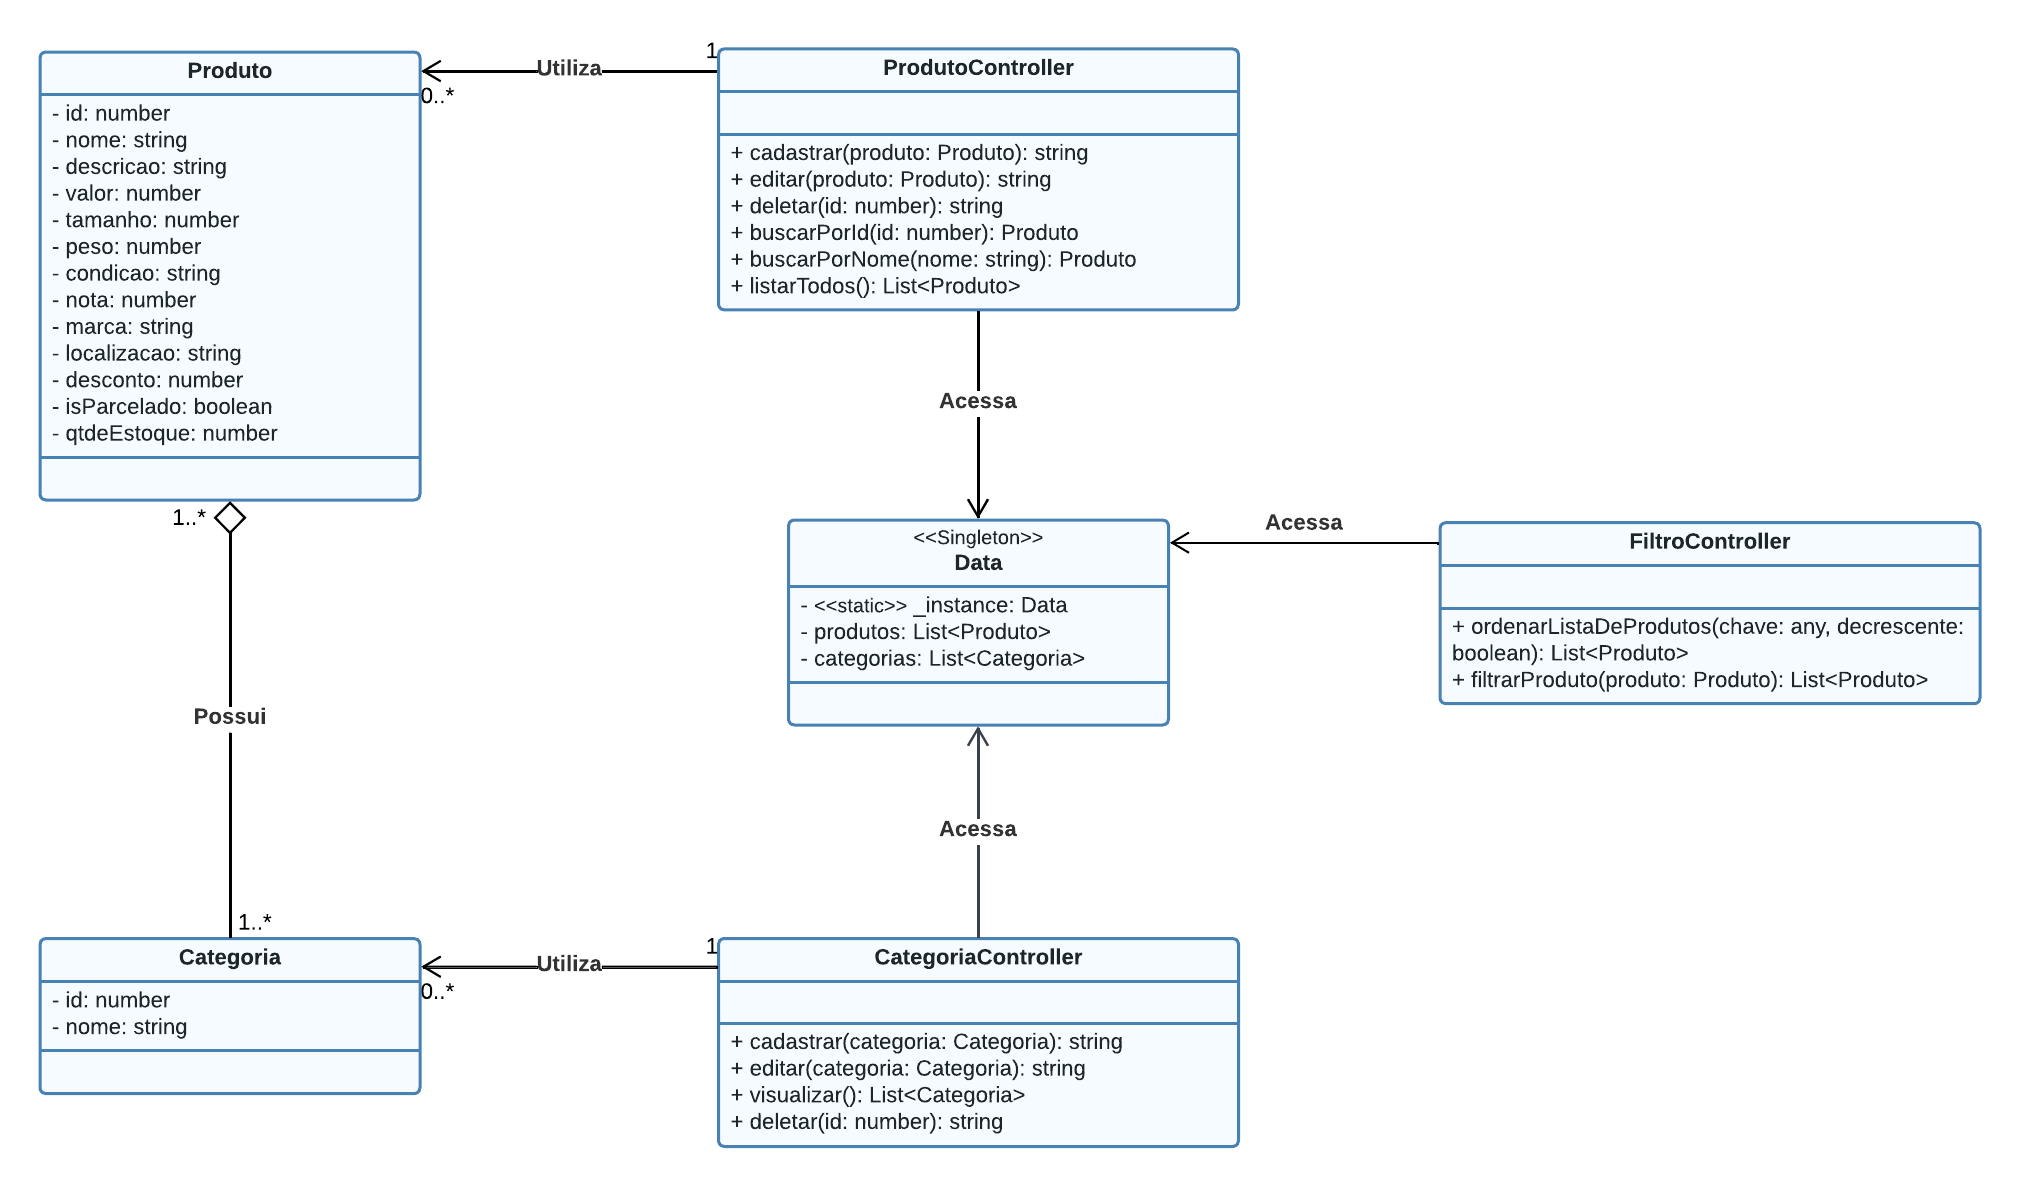 Produto
- id: number
- nome: string
- descricao: string
- valor: number
- tamanho: number
- peso: number
- condicao: string
- nota: number
- marca: string
- localizacao: string
- desconto: number
- isParcelado: boolean
- qtdeEstoque: number
Utiliza
1
0..*
ProdutoController
+ cadastrar(produto: Produto): string
+ editar(produto: Produto): string
+ deletar(id: number): string
+ buscarPorId(id: number): Produto
+ buscarPorNome(nome: string): Produto
+ listarTodos(): List<Produto>
Acessa
1..*
Possui
1..*
<<Singleton>>
Data
- <<static>> _instance: Data
- produtos: List<Produto>
- categorias: List<Categoria>
Acessa
FiltroController
+ ordenarListaDeProdutos(chave: any, decrescente:
boolean): List<Produto>
+ filtrarProduto(produto: Produto): List<Produto>
Acessa
Categoria
- id: number
- nome: string
Utiliza
1
0..*
CategoriaController
+ cadastrar(categoria: Categoria): string
+ editar(categoria: Categoria): string
+ visualizar(): List<Categoria>
+ deletar(id: number): string